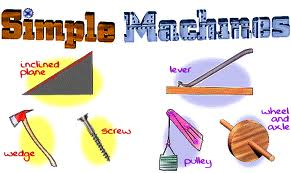 Simple Machines
inclined
plane
lever
wedge
screw
pulley
wheel
and
axle